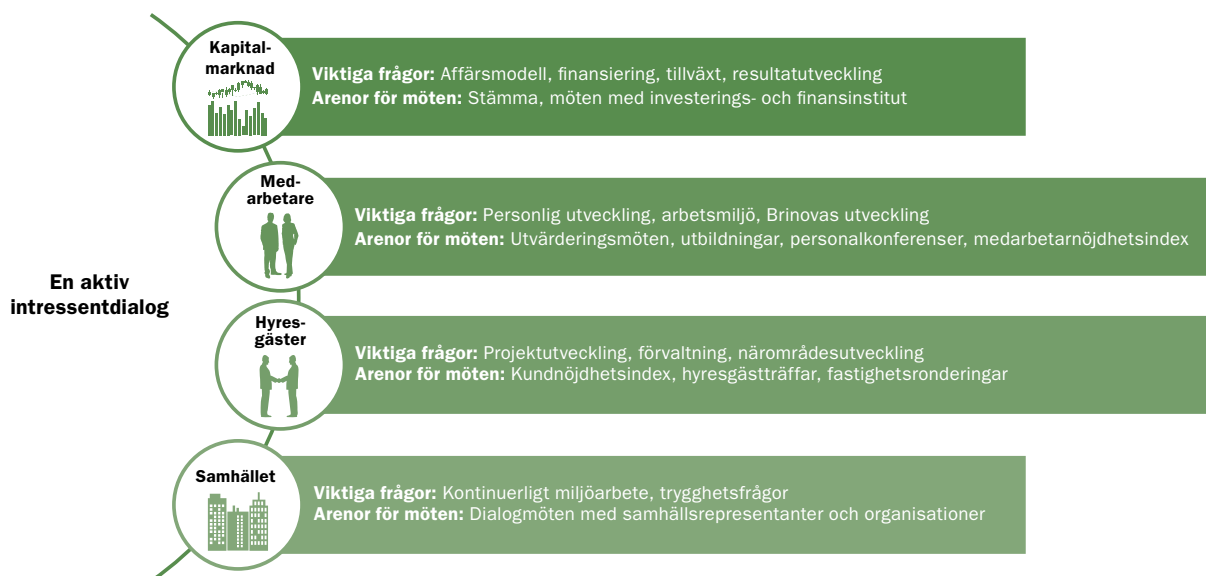 En aktiv
intressentdialog
Kapital-
marknad
Viktiga frågor: Affärsmodell, finansiering, tillväxt, resultatutveckling
Arenor för möten: Stämma, möten med investerings- och finansinstitut
Med-
arbetare
Viktiga frågor: Personlig utveckling, arbetsmiljö, Brinovas utveckling
Arenor för möten: Utvärderingsmöten, utbildningar, personalkonferenser, medarbetarnöjdhetsindex
Hyres-
gäster
Viktiga frågor: Projektutveckling, förvaltning, närområdesutveckling
Arenor för möten: Kundnöjdhetsindex, hyresgästträffar, fastighetsronderingar
Samhället
Viktiga frågor: Kontinuerligt miljöarbete, trygghetsfrågor
Arenor för möten: Dialogmöten med samhällsrepresentanter och organisationer